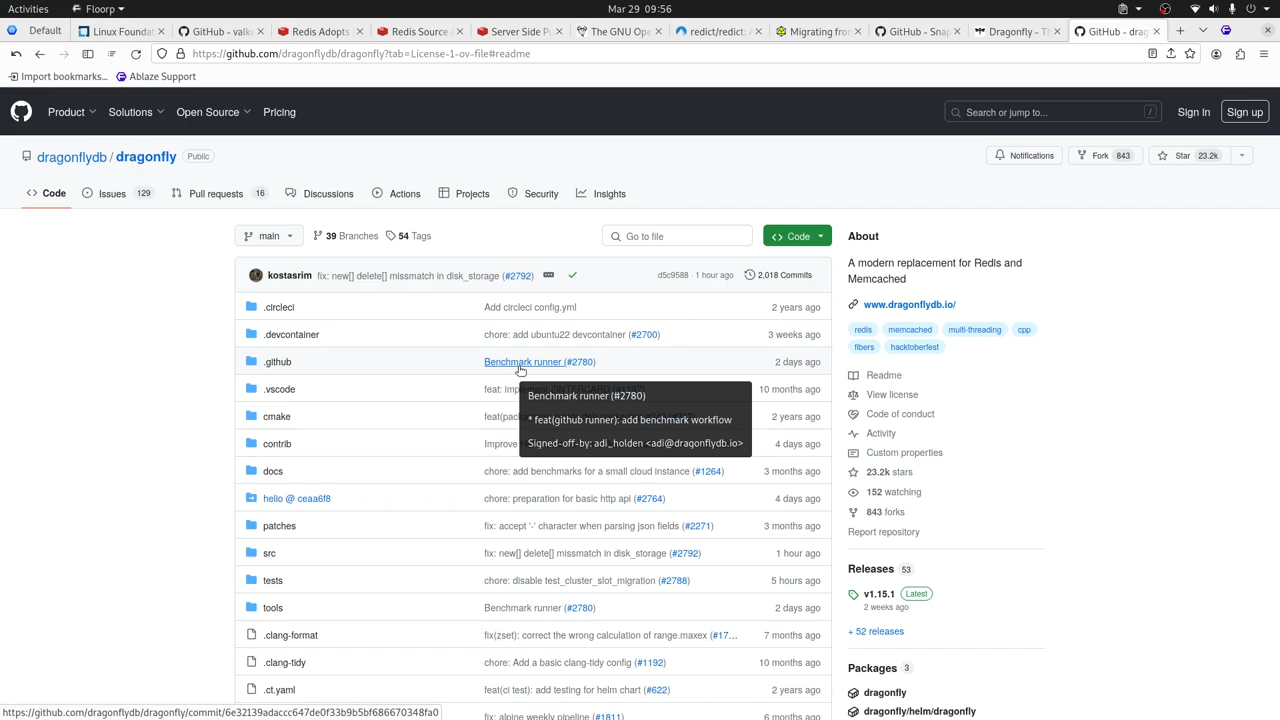 Activities
Floorp
Mar 29 09:56
Default
Linux Foundat
GitHub - valk
Redis Adopts
Redis Source A
Server Side Pu
The GNU Ope
redict/redict: A
Migrating from
GitHub - Snap
Dragonfly - Th
GitHub - drag
https://github.com/dragonflydb/dragonfly?tab=License-1-ov-file#readme
Import bookmarks...
Ablaze Support
Product
Solutions
Open Source
Pricing
Search or jump to...
/
Sign in
Sign up
dragonflydb / dragonfly
Public
Notifications
Fork 843
Star 23.2k
Code
Issues 129
Pull requests 16
Discussions
Actions
Projects
Security
Insights
main
39 Branches
54 Tags
Go to file
Code
kostasrim fix: new[] delete[] missmatch in disk_storage (#2792)
d5c9588 · 1 hour ago
2,018 Commits
.circleci Add circleci config.yml 2 years ago
.devcontainer chore: add ubuntu22 devcontainer (#2700) 3 weeks ago
.github Benchmark runner (#2780) 2 days ago
.vscode feat: implement ZINTERCARD 10 months ago
Benchmark runner (#2780)
cmake feat(pac 2 years ago
* feat(github runner): add benchmark workflow
contrib Improve 4 days ago
Signed-off-by: adi_holden <adi@dragonflydb.io>
docs chore: add benchmarks for a small cloud instance (#1264) 3 months ago
helio @ ceaa6f8 chore: preparation for basic http api (#2764) 4 days ago
patches fix: accept '-' character when parsing json fields (#2271) 3 months ago
src fix: new[] delete[] missmatch in disk_storage (#2792) 1 hour ago
tests chore: disable test_cluster_slot_migration (#2788) 5 hours ago
tools Benchmark runner (#2780) 2 days ago
.clang-format fix(zset): correct the wrong calculation of range.maxex (#17... 7 months ago
.clang-tidy chore: Add a basic clang-tidy config (#1192) 10 months ago
.ct.yaml feat(ci test): add testing for helm chart (#622) 2 years ago
fix: alpine weekly pipeline (#1811) 6 months ago
About
A modern replacement for Redis and
Memcached
www.dragonflydb.io/
redis memcached multi-threading cpp
fibers hacktoberfest
Readme
View license
Code of conduct
Activity
Custom properties
23.2k stars
152 watching
843 forks
Report repository
Releases 53
v1.15.1 Latest
2 weeks ago
+ 52 releases
Packages 3
dragonfly
dragonfly/helm/dragonfly
https://github.com/dragonflydb/dragonfly/commit/6e32139adaccc647de0f33b9b5bf686670348fa0